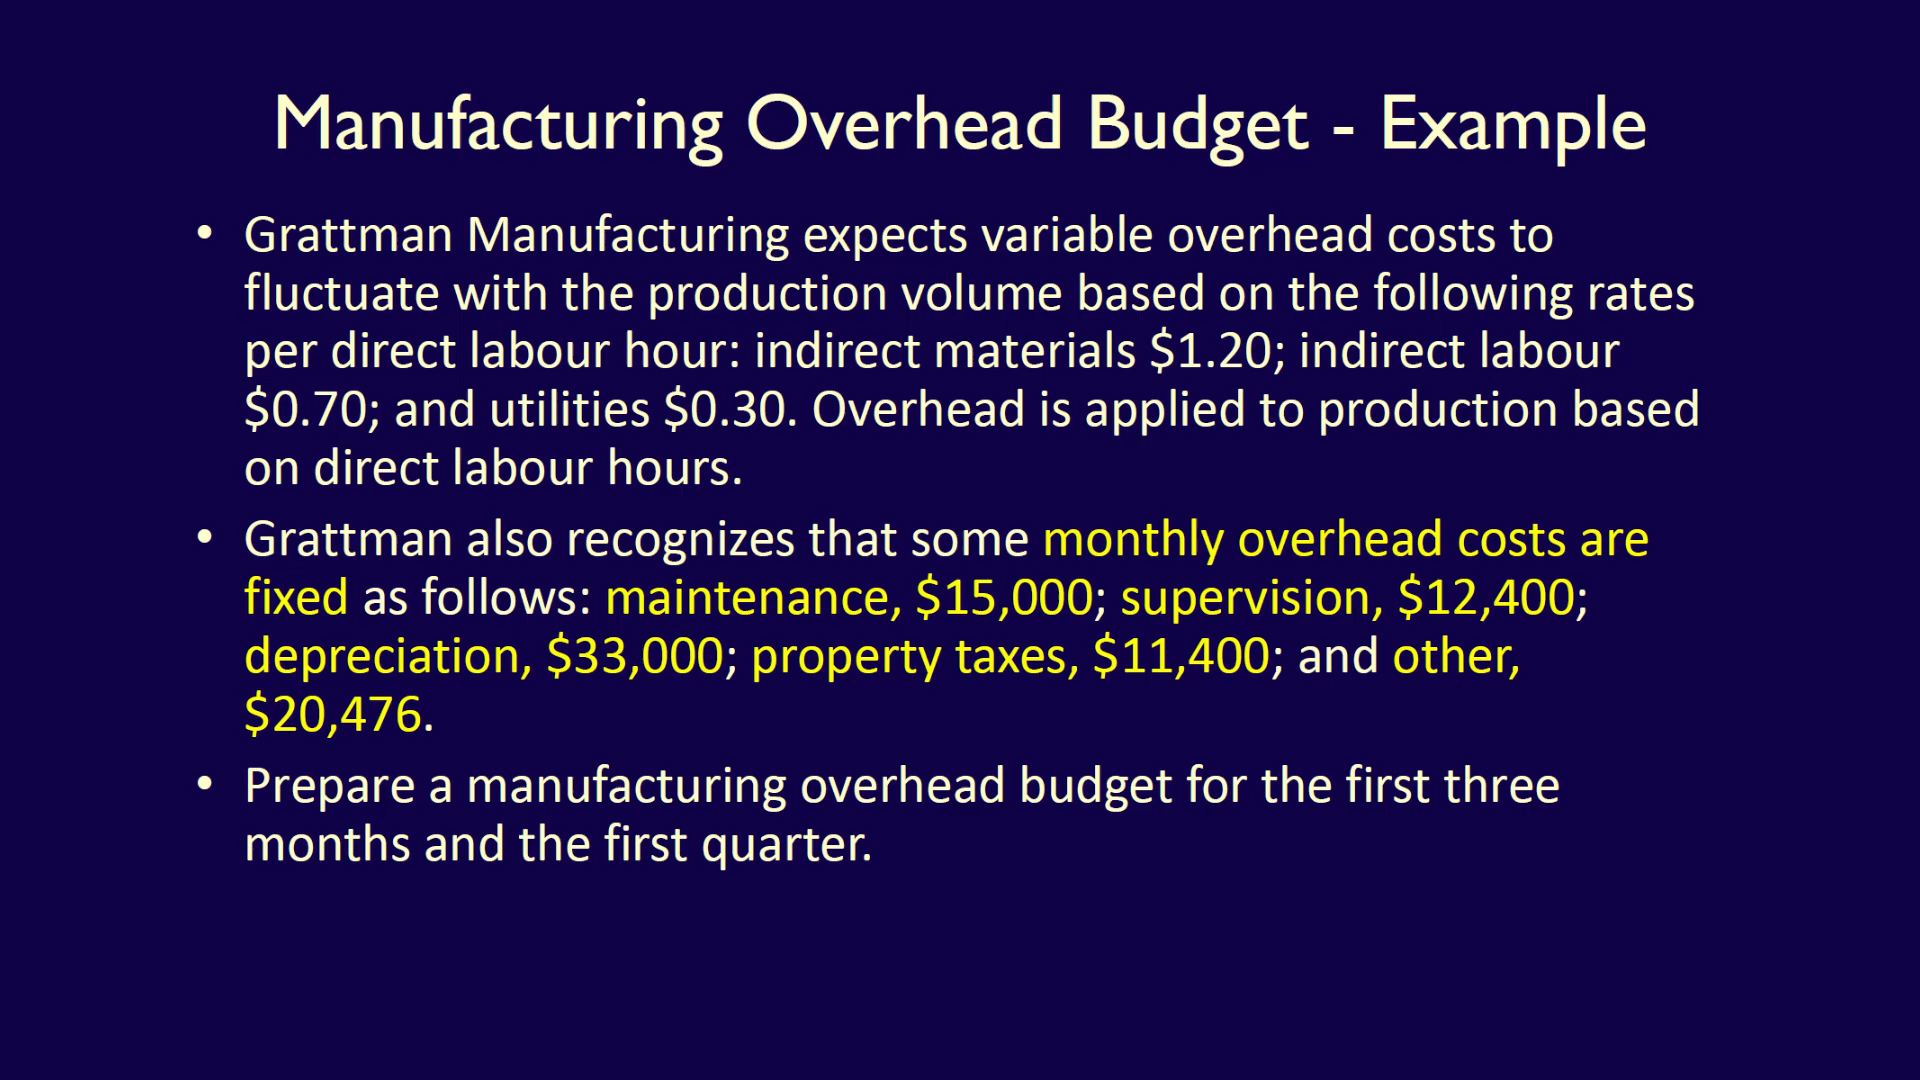 Manufacturing Overhead Budget - Example
• Grattman Manufacturing expects variable overhead costs to
fluctuate with the production volume based on the following rates
per direct labour hour: indirect materials $1.20; indirect labour
$0.70; and utilities $0.30. Overhead is applied to production based
on direct labour hours.
• Grattman also recognizes that some monthly overhead costs are
fixed as follows: maintenance, $15,000; supervision, $12,400;
depreciation, $33,000; property taxes, $11,400; and other,
$20,476.
• Prepare a manufacturing overhead budget for the first three
months and the first quarter.